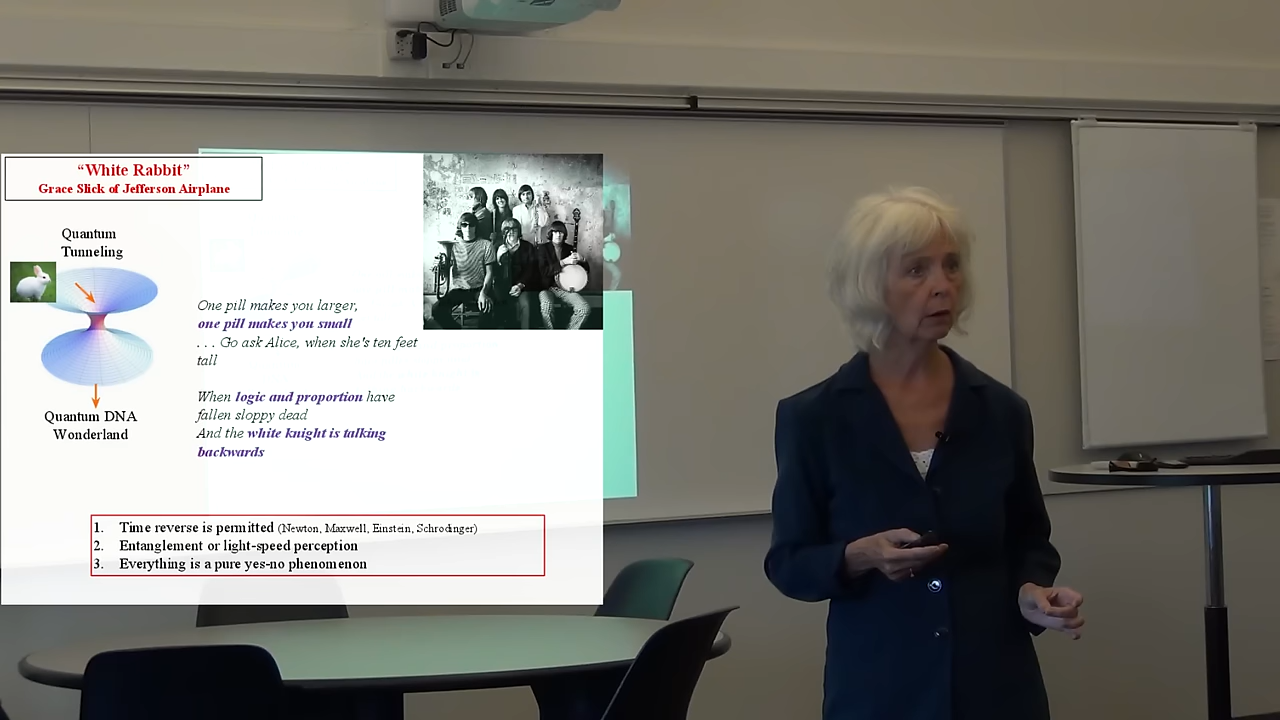 “White Rabbit”
Grace Slick of Jefferson Airplane
Quantum
Tunneling
Quantum DNA
Wonderland
One pill makes you larger,
one pill makes you small
. . . Go ask Alice, when she's ten feet
tall
When logic and proportion have
fallen sloppy dead
And the white knight is talking
backwards
1. Time reverse is permitted (Newton, Maxwell, Einstein, Schrodinger)
2. Entanglement or light-speed perception
3. Everything is a pure yes-no phenomenon